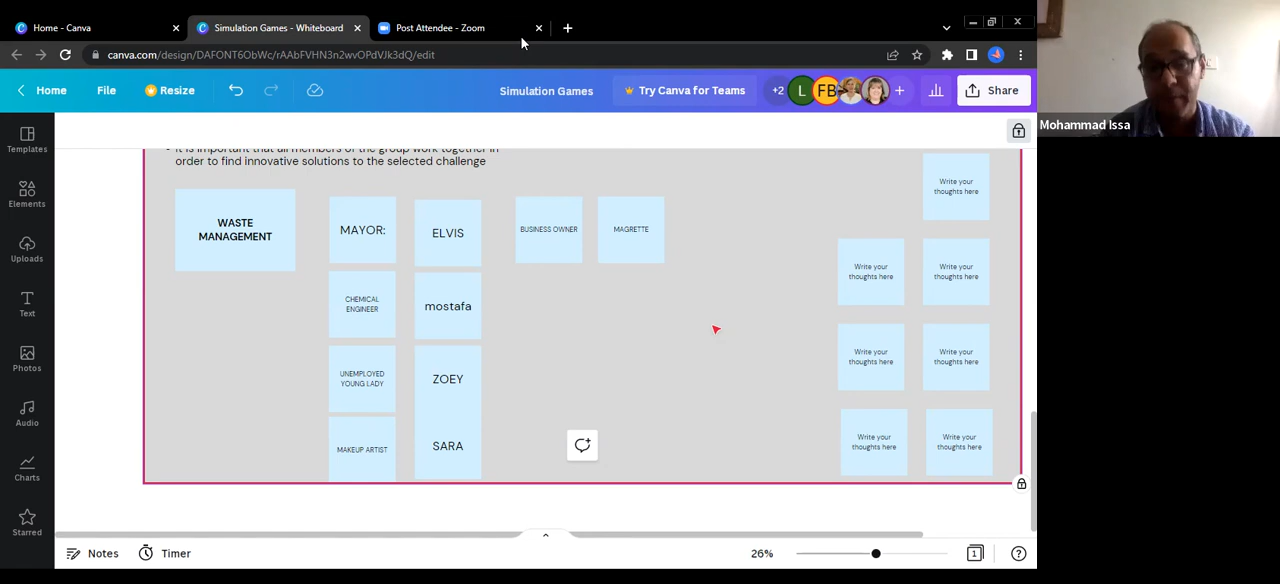 Home - Canva
Simulation Games - Whiteboard
Post Attendee - Zoom
canva.com/design/DAFONT6ObWc/rAAbFVHN3n2wvOPdVJk3dQ/edit
Home
File
Resize
Simulation Games
Try Canva for Teams
+2
L
FB
Share
Mohammad Issa
Templates
Elements
Uploads
Text
Photos
Audio
Charts
Starred
It is important that all members of the group work together in
order to find innovative solutions to the selected challenge
WASTE
MANAGEMENT
MAYOR:
ELVIS
BUSINESS OWNER
MAGRETTE
CHEMICAL
ENGINEER
mostafa
UNEMPLOYED
YOUNG LADY
ZOEY
MAKEUP ARTIST
SARA
Write your
thoughts here
Write your
thoughts here
Write your
thoughts here
Write your
thoughts here
Write your
thoughts here
Write your
thoughts here
Write your
thoughts here
Notes
Timer
26%
1